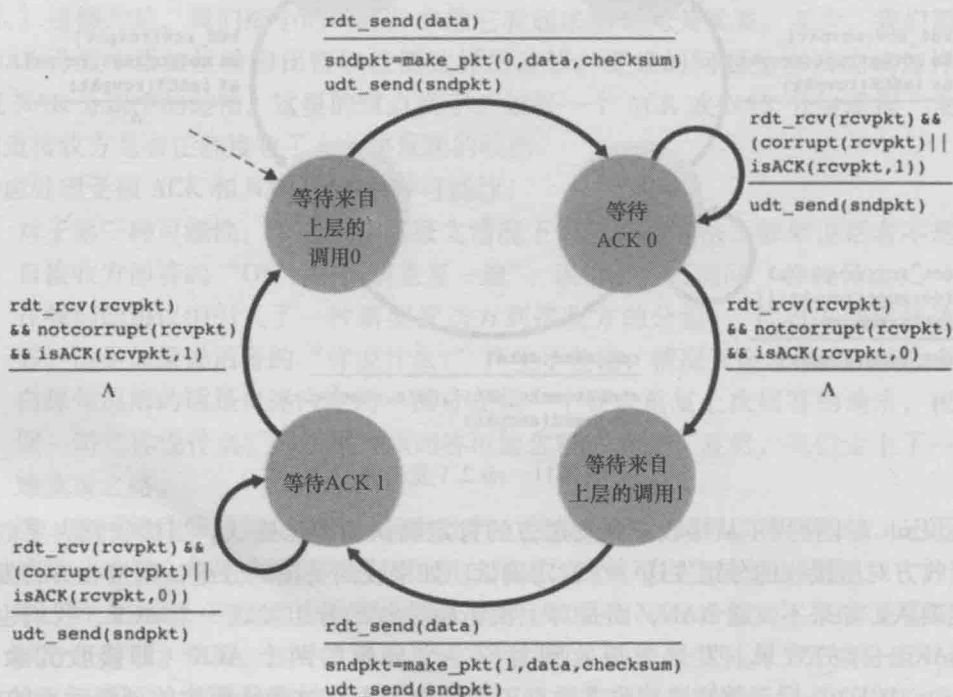 rdt_send(data)
sndpkt=make_pkt(0,data,checksum)
udt_send(sndpkt)
rdt_rcv(rcvpkt) &&
(corrupt(rcvpkt)||
isACK(rcvpkt,1))
udt_send(sndpkt)
等待来自
上层的
调用0
等待
ACK 0
rdt_rcv(rcvpkt)
&& notcorrupt(rcvpkt)
&& isACK(rcvpkt,1)
Λ
rdt_rcv(rcvpkt)
&& notcorrupt(rcvpkt)
&& isACK(rcvpkt,0)
Λ
等待ACK 1
等待来自
上层的调用1
rdt_rcv(rcvpkt) &&
(corrupt(rcvpkt)||
isACK(rcvpkt,0))
udt_send(sndpkt)
rdt_send(data)
sndpkt=make_pkt(1,data,checksum)
udt_send(sndpkt)